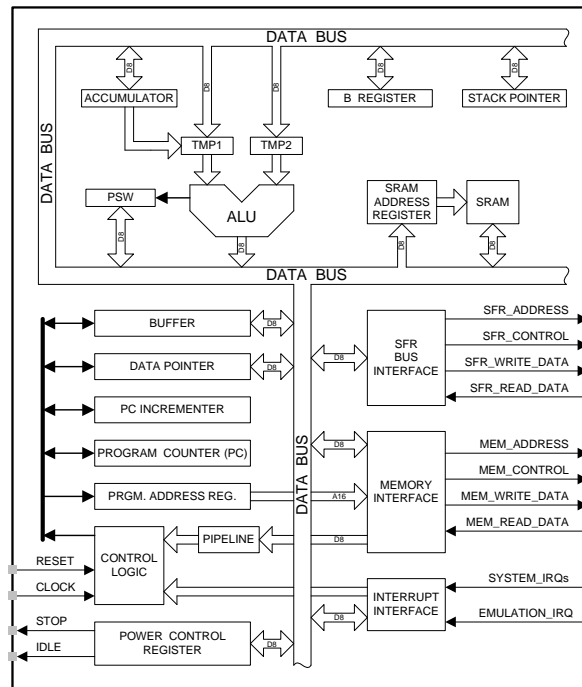 DATA BUS
D8
D8
D8
D8
D8
ACCUMULATOR
B REGISTER
STACK POINTER
DATA BUS
TMP1
TMP2
PSW
ALU
SRAM
ADDRESS
REGISTER
SRAM
D8
D8
D8
D8
DATA BUS
BUFFER
D8
DATA POINTER
D8
PC INCREMENTER
PROGRAM COUNTER (PC)
PRGM. ADDRESS REG.
A16
CONTROL
LOGIC
PIPELINE
D8
POWER CONTROL
REGISTER
D8
DATA BUS
D8
SFR
BUS
INTERFACE
SFR_ADDRESS
SFR_CONTROL
SFR_WRITE_DATA
SFR_READ_DATA
D8
MEMORY
INTERFACE
MEM_ADDRESS
MEM_CONTROL
MEM_WRITE_DATA
MEM_READ_DATA
D8
INTERRUPT
INTERFACE
SYSTEM_IRQs
EMULATION_IRQ
RESET
CLOCK
STOP
IDLE